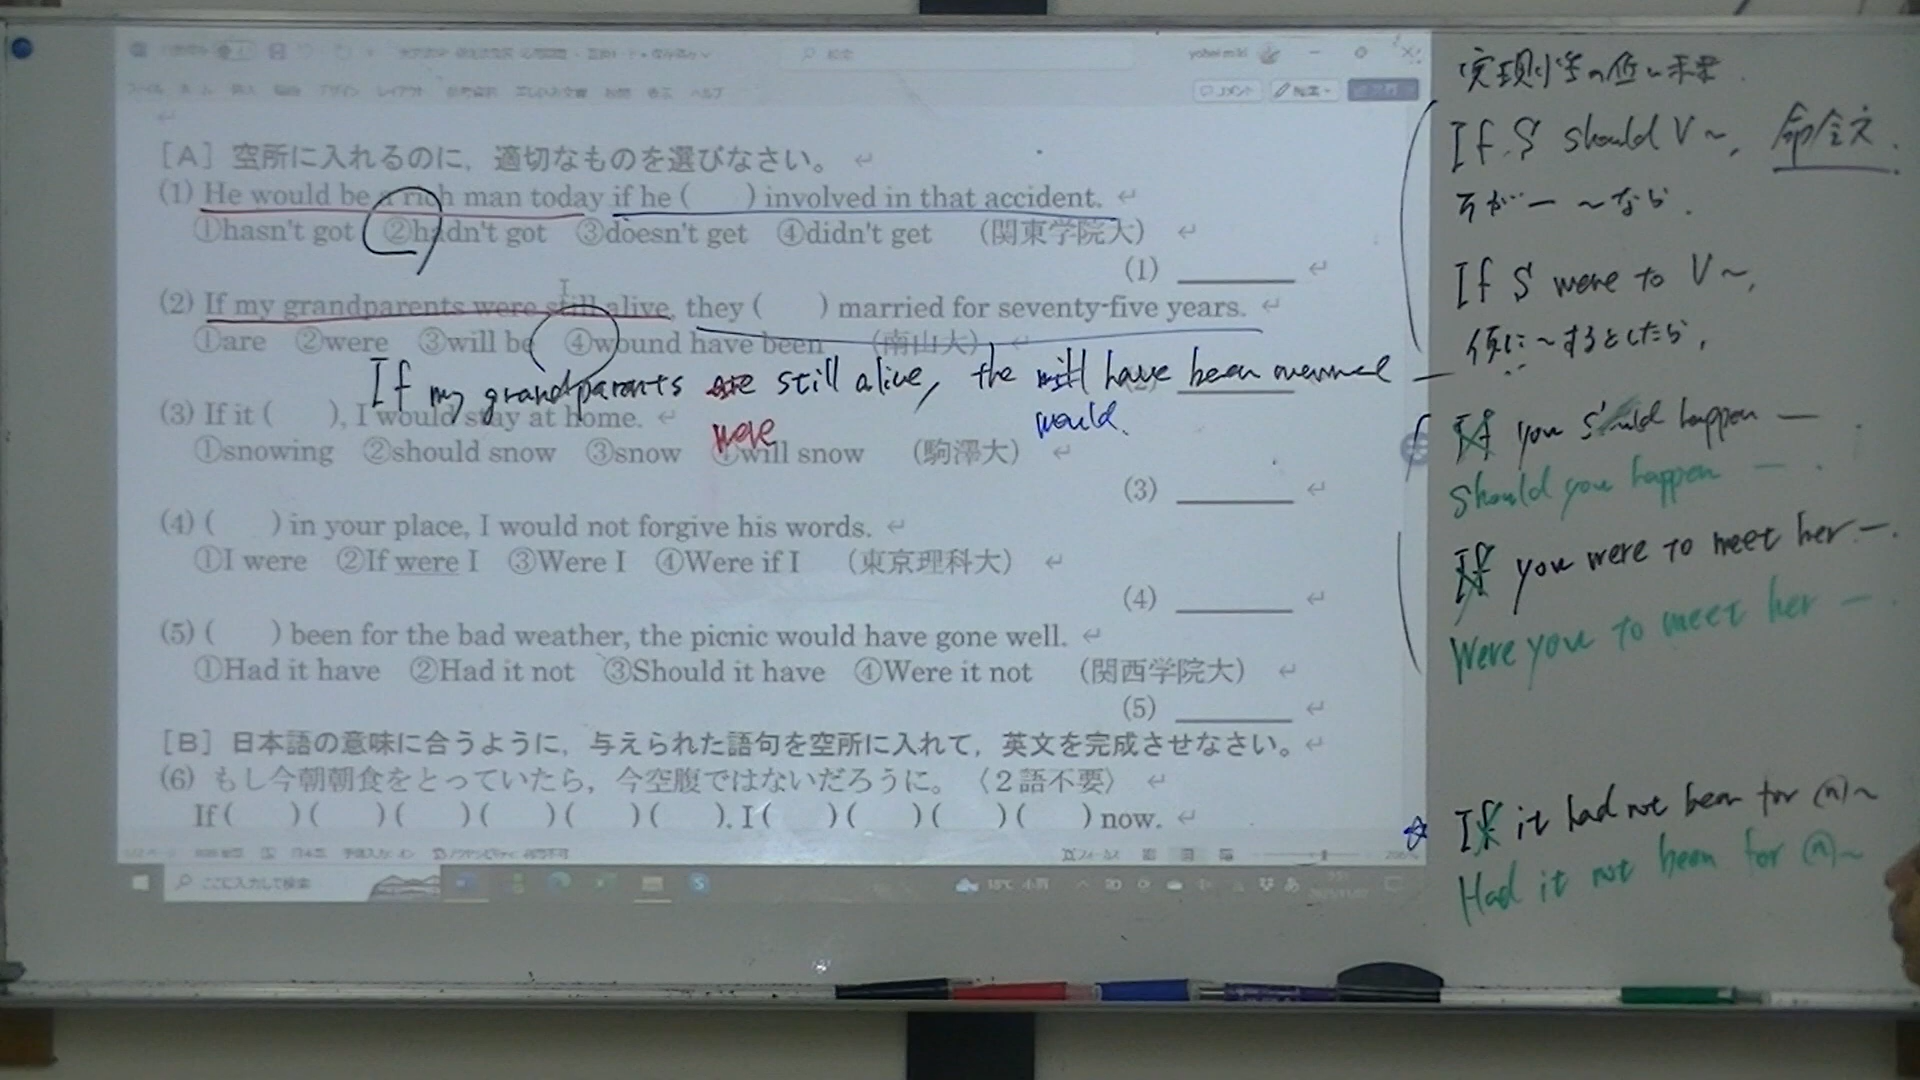 [A] 空所に入れるのに，適切なものを選びなさい。
(1) He would be a rich man today if he (　　) involved in that accident.
①hasn't got ②hadn't got ③doesn't get ④didn't get （関東学院大）
(1)
(2) If my grandparents were still alive, they (　　) married for seventy-five years.
①are ②were ③will be ④wound have been （南山大）
If my grandparents are still alive, the will have been
were would.
(3) If it (　　), I would stay at home.
①snowing ②should snow ③snow ④will snow （駒澤大）
(3)
(4) (　　) in your place, I would not forgive his words.
①I were ②If were I ③Were I ④Were if I （東京理科大）
(4)
(5) (　　) been for the bad weather, the picnic would have gone well.
①Had it have ②Had it not ③Should it have ④Were it not （関西学院大）
(5)
[B] 日本語の意味に合うように，与えられた語句を空所に入れて，英文を完成させなさい。
(6) もし今朝朝食をとっていたら，今空腹ではないだろうに。〈２語不要〉
If (　　) (　　) (　　) (　　) (　　) (　　), I (　　) (　　) (　　) (　　) now.
ここに入力して検索
実現可能性の低い未来
If S should V ~, 命令文.
万が一 ~なら.
If S were to V ~,
仮に~するとしたら,
If you should happen —
Should you happen — .
If you were to meet her —.
Were you to meet her —.
☆ If it had not been for (n) ~
Had it not been for (n) ~